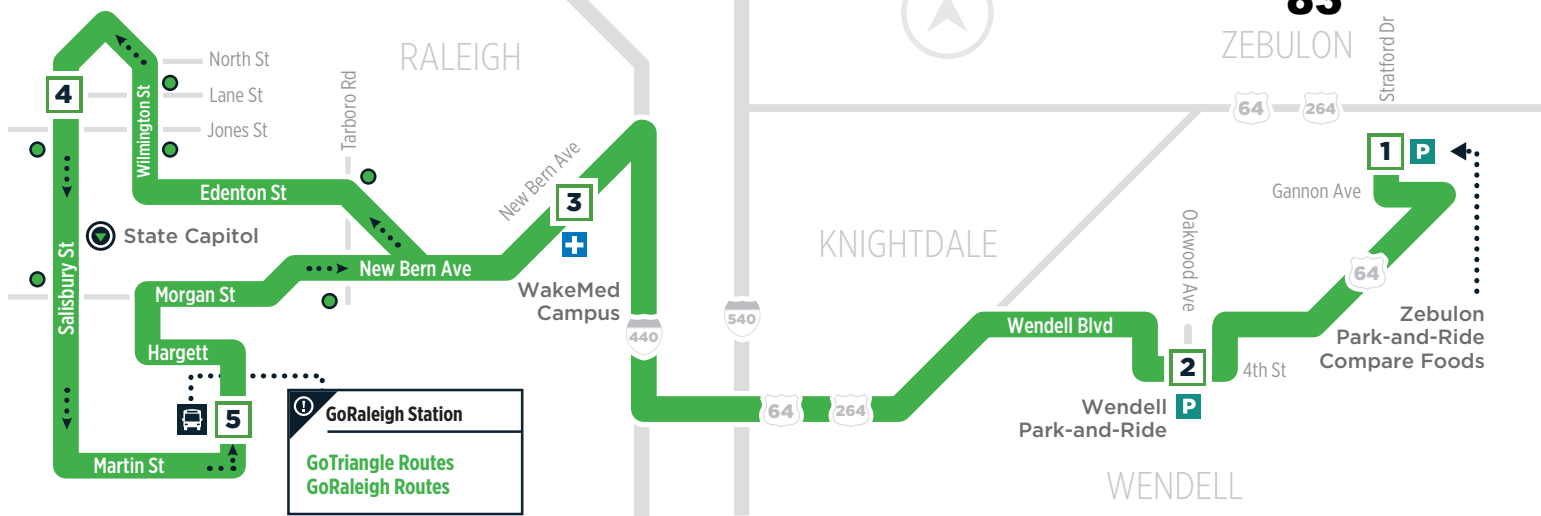 83
RALEIGH
ZEBULON
Stratford Dr
North St
Lane St
Jones St
Wilmington St
4
Tarboro Rd
64
264
1
P
Gannon Ave
New Bern Ave
3
Edenton St
State Capitol
KNIGHTDALE
Oakwood Ave
New Bern Ave
Morgan St
Salisbury St
WakeMed
Campus
64
440
540
Wendell Blvd
Zebulon
Park-and-Ride
Compare Foods
Hargett
2
4th St
5
GoRaleigh Station
GoTriangle Routes
GoRaleigh Routes
64
264
Wendell
Park-and-Ride
P
Martin St
WENDELL